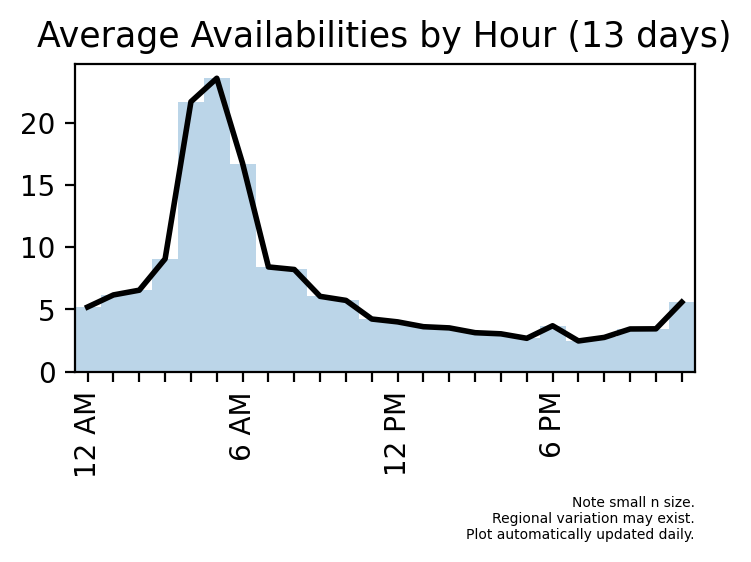 Average Availabilities by Hour (13 days)
20
15
10
5
0
12 AM
6 AM
12 PM
6 PM
Note small n size.
Regional variation may exist.
Plot automatically updated daily.